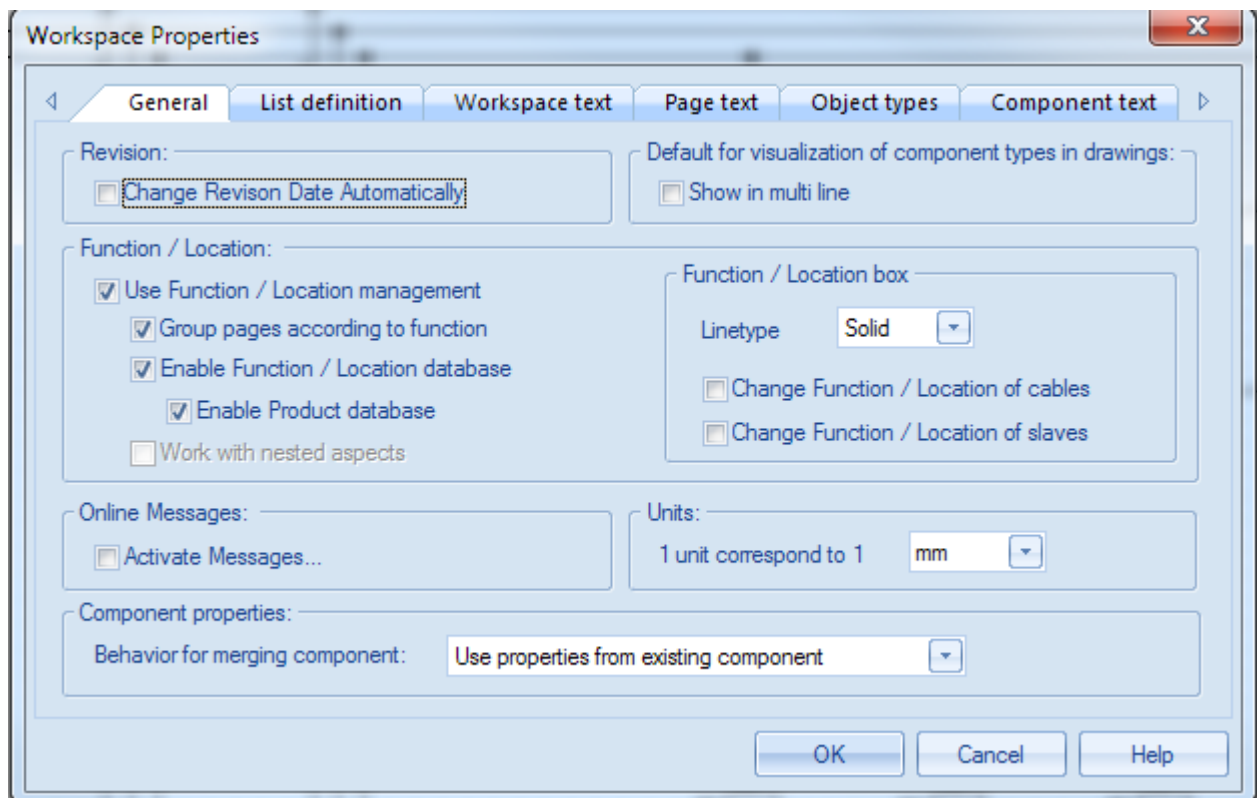 Workspace Properties
General
List definition
Workspace text
Page text
Object types
Component text
Revision:
Change Revison Date Automatically
Default for visualization of component types in drawings:
Show in multi line
Function / Location:
Use Function / Location management
Group pages according to function
Enable Function / Location database
Enable Product database
Work with nested aspects
Function / Location box
Linetype
Solid
Change Function / Location of cables
Change Function / Location of slaves
Online Messages:
Activate Messages...
Units:
1 unit correspond to 1
mm
Component properties:
Behavior for merging component:
Use properties from existing component
OK
Cancel
Help